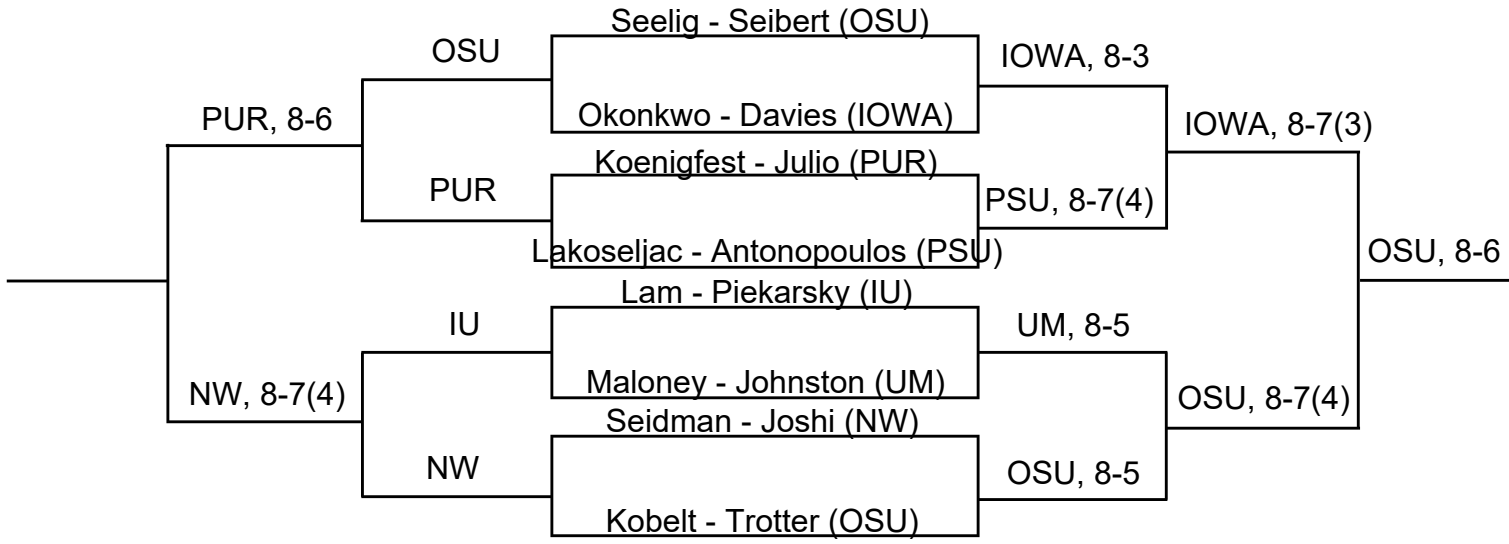 Seelig - Seibert (OSU)
OSU
IOWA, 8-3
Okonkwo - Davies (IOWA)
PUR, 8-6
IOWA, 8-7(3)
Koenigfest - Julio (PUR)
PUR
PSU, 8-7(4)
Lakoseljac - Antonopoulos (PSU)
OSU, 8-6
Lam - Piekarsky (IU)
IU
UM, 8-5
Maloney - Johnston (UM)
NW, 8-7(4)
OSU, 8-7(4)
Seidman - Joshi (NW)
NW
OSU, 8-5
Kobelt - Trotter (OSU)